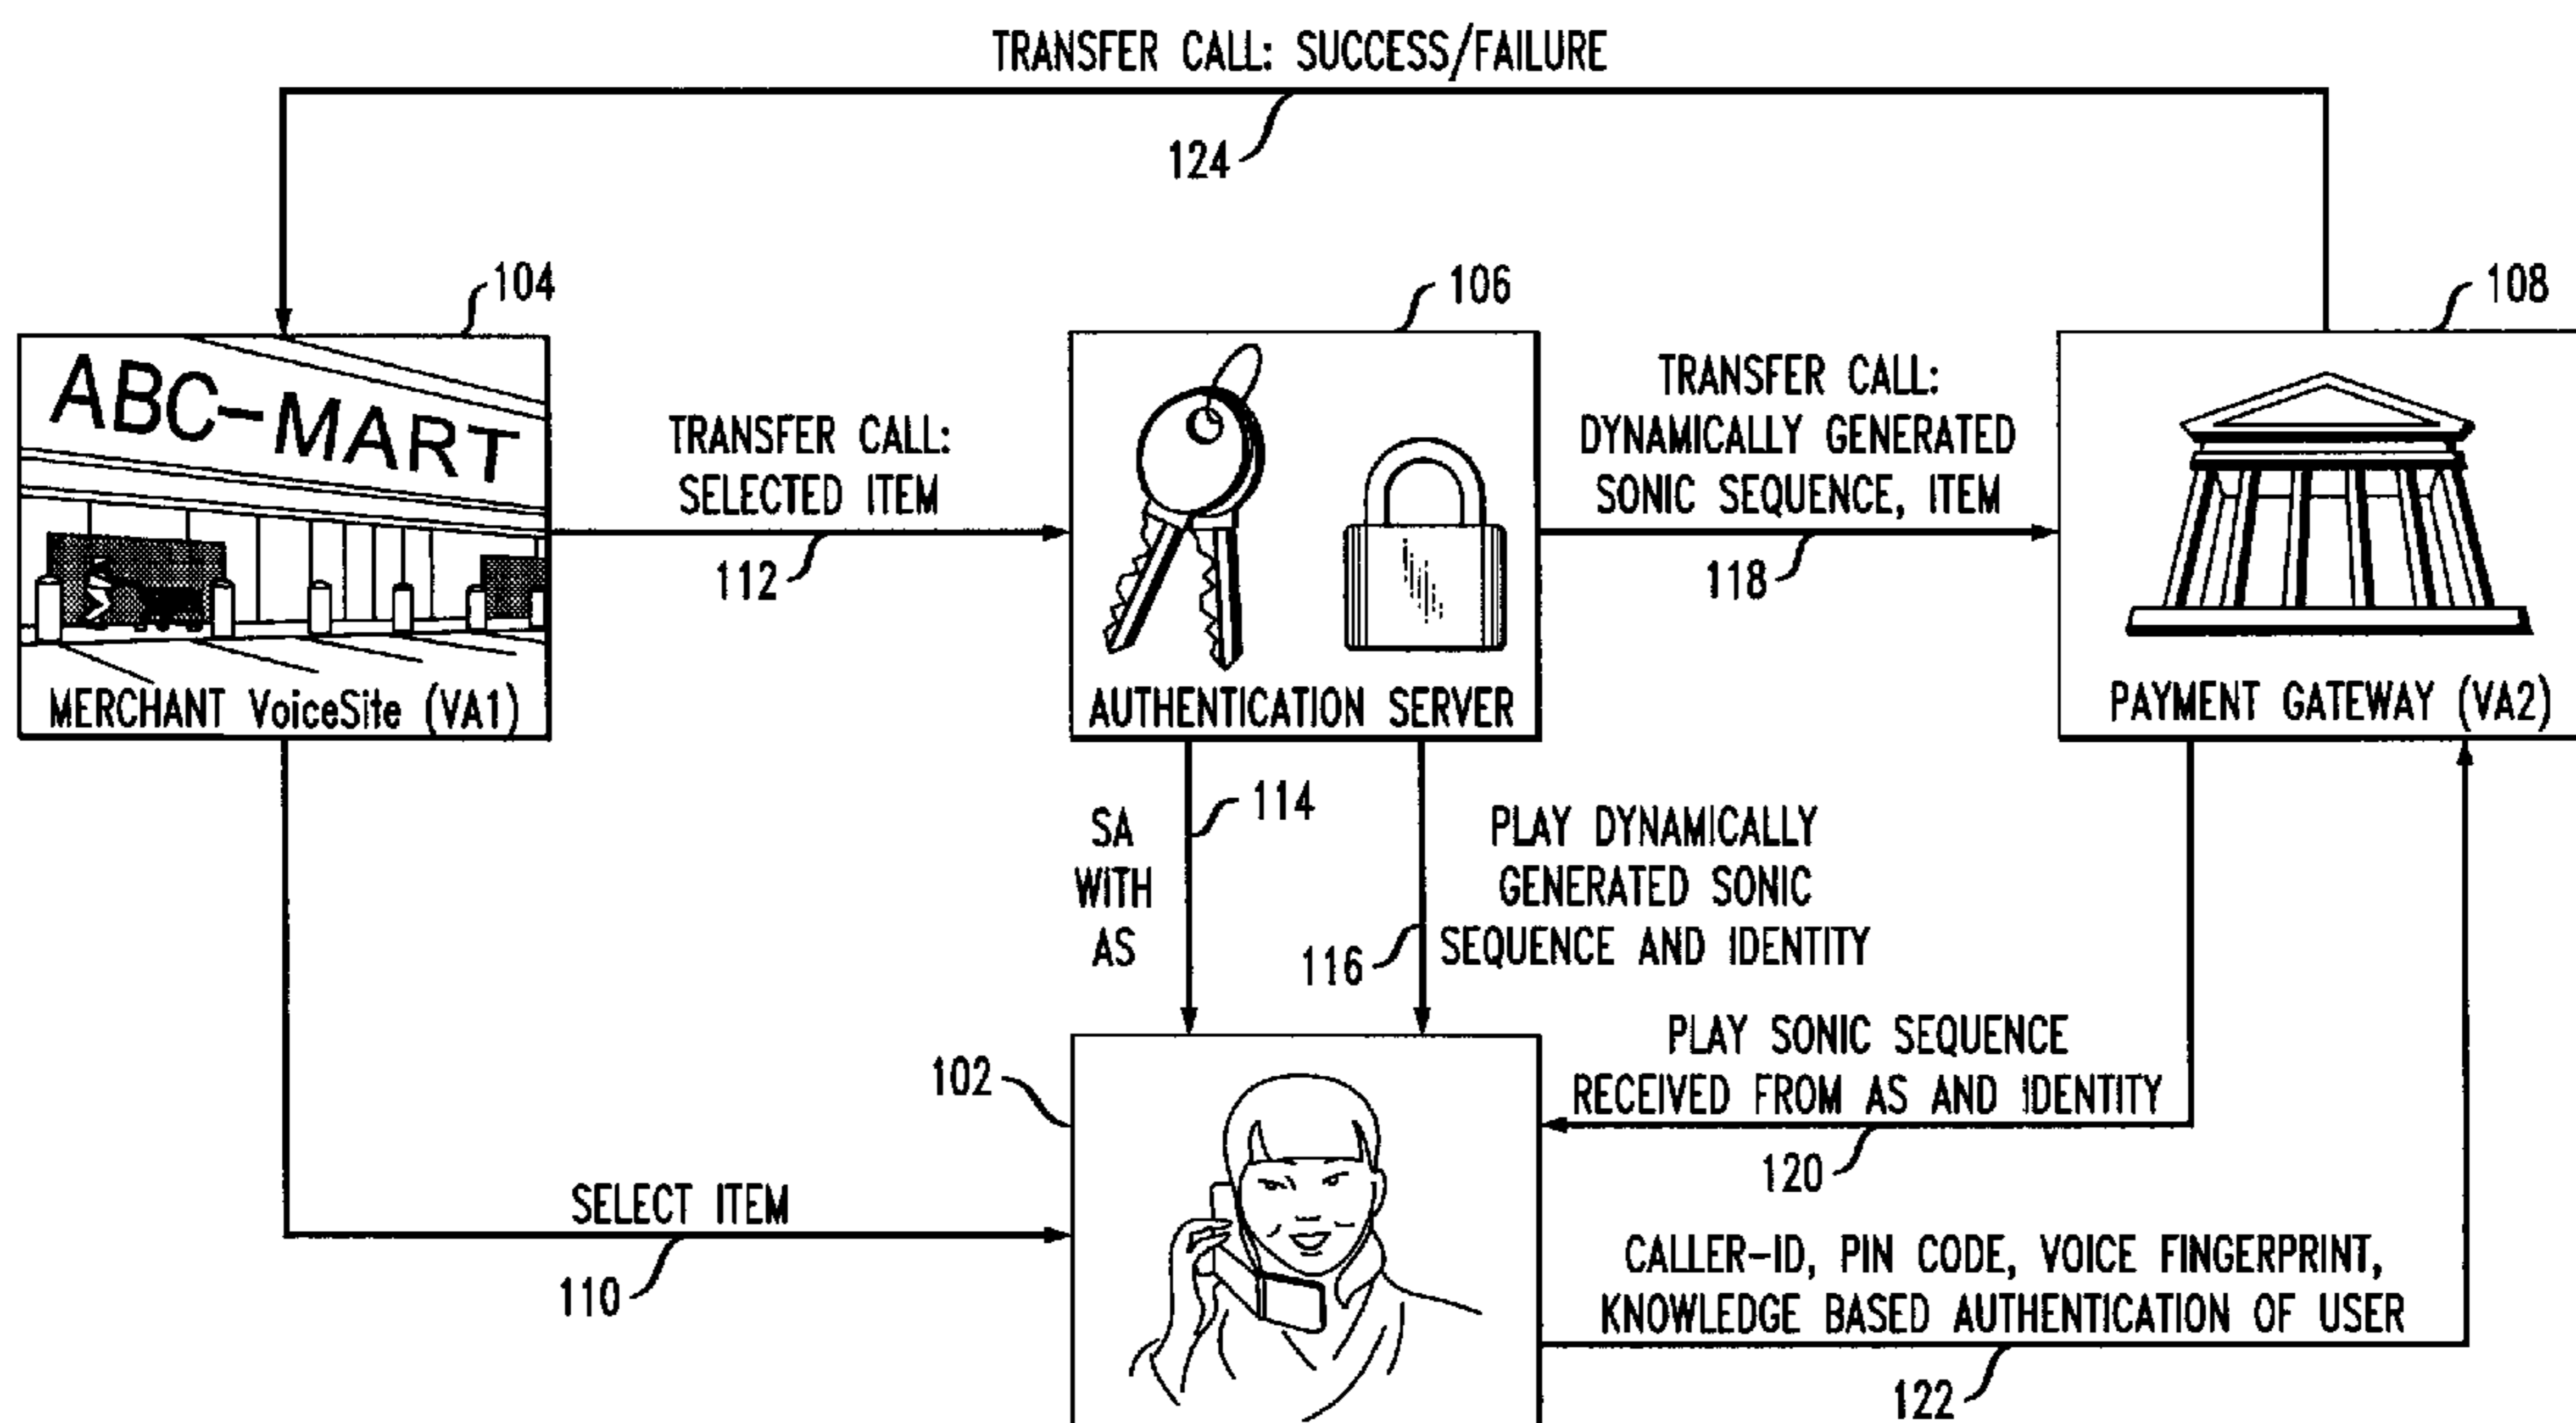 TRANSFER CALL: SUCCESS/FAILURE
124
104
106
108
ABC-MART
MERCHANT VoiceSite (VA1)
TRANSFER CALL:
SELECTED ITEM
112
AUTHENTICATION SERVER
TRANSFER CALL:
DYNAMICALLY GENERATED
SONIC SEQUENCE, ITEM
118
PAYMENT GATEWAY (VA2)
SA
WITH
AS
114
PLAY DYNAMICALLY
GENERATED SONIC
SEQUENCE AND IDENTITY
116
102
PLAY SONIC SEQUENCE
RECEIVED FROM AS AND IDENTITY
120
SELECT ITEM
110
CALLER-ID, PIN CODE, VOICE FINGERPRINT,
KNOWLEDGE BASED AUTHENTICATION OF USER
122